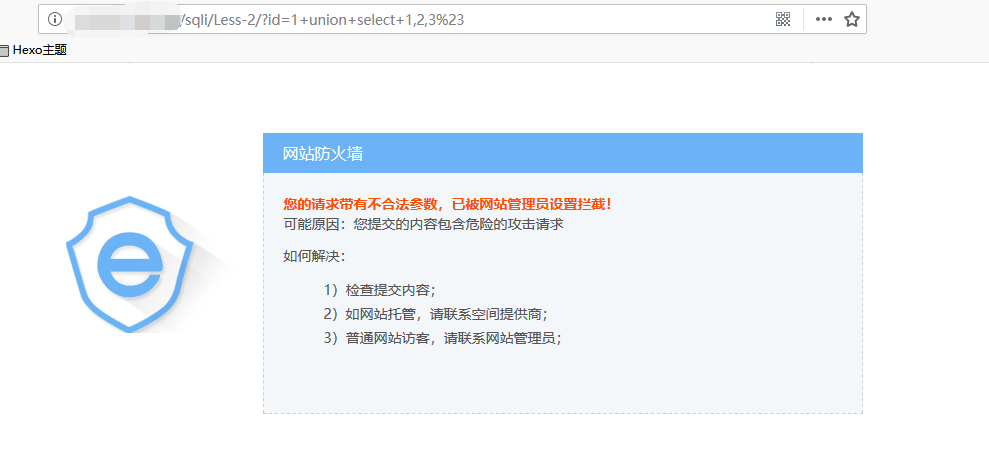 /sqli/Less-2/?id=1+union+select+1,2,3%23
Hexo主题
网站防火墙
您的请求带有不合法参数，已被网站管理员设置拦截！
可能原因：您提交的内容包含危险的攻击请求
如何解决：
1）检查提交内容；
2）如网站托管，请联系空间提供商；
3）普通网站访客，请联系网站管理员；